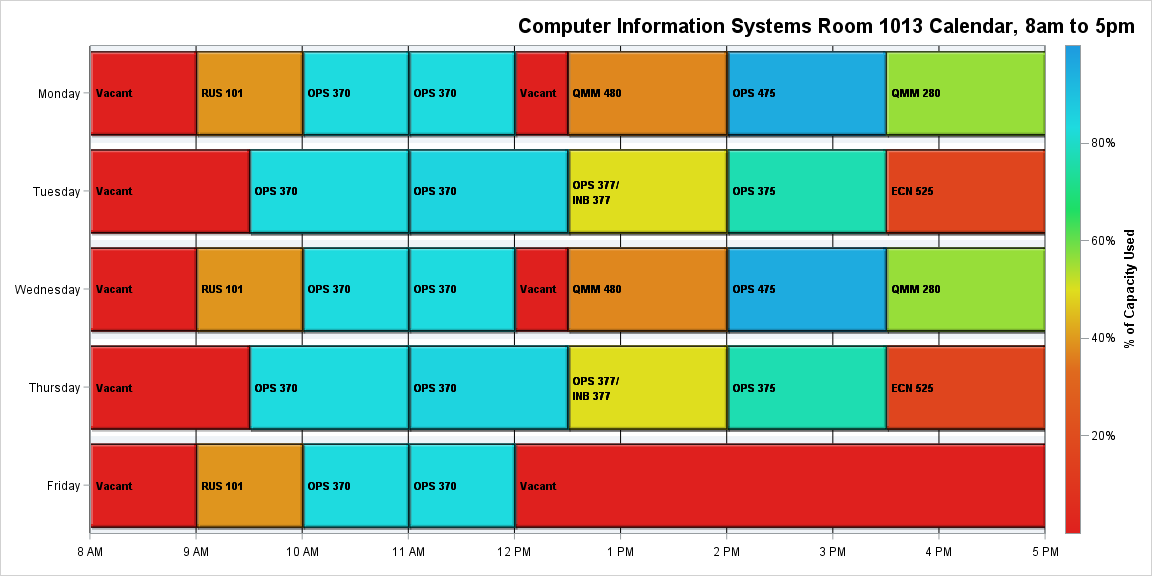 Computer Information Systems Room 1013 Calendar, 8am to 5pm
Monday
Vacant
RUS 101
OPS 370
OPS 370
Vacant
QMM 480
OPS 475
QMM 280
Tuesday
Vacant
OPS 370
OPS 370
OPS 377/
INB 377
OPS 375
ECN 525
Wednesday
Vacant
RUS 101
OPS 370
OPS 370
Vacant
QMM 480
OPS 475
QMM 280
Thursday
Vacant
OPS 370
OPS 370
OPS 377/
INB 377
OPS 375
ECN 525
Friday
Vacant
RUS 101
OPS 370
OPS 370
Vacant
8 AM
9 AM
10 AM
11 AM
12 PM
1 PM
2 PM
3 PM
4 PM
5 PM
80%
60%
40%
20%
% of Capacity Used